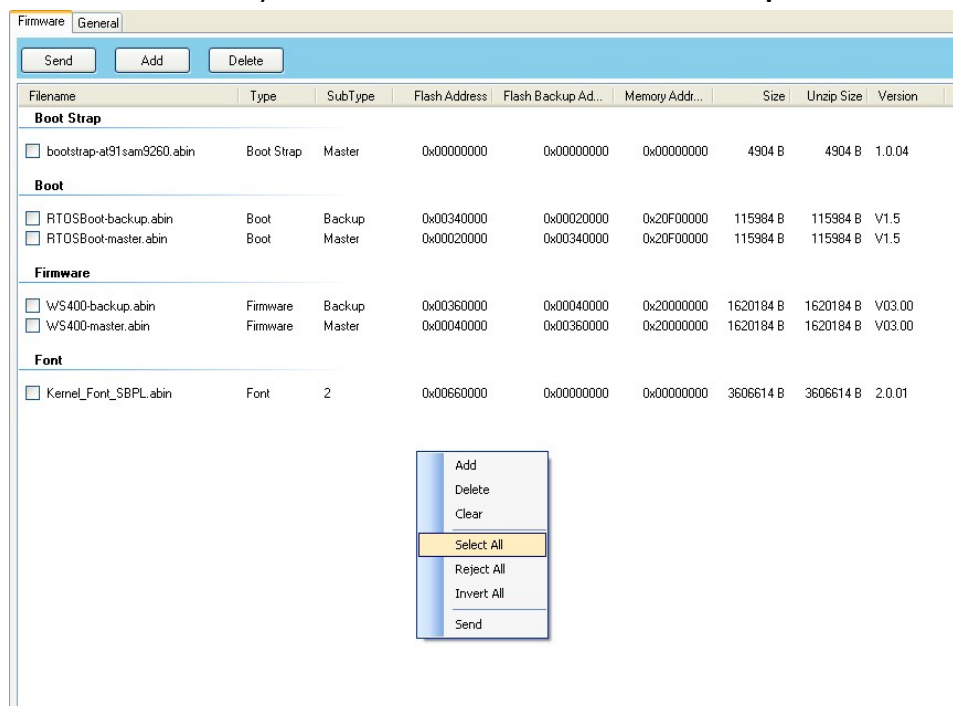 Firmware General
Send Add Delete
Filename Type SubType Flash Address Flash Backup Ad... Memory Addr... Size Unzip Size Version
Boot Strap
bootstrap-at91sam9260.abin Boot Strap Master 0x00000000 0x00000000 0x00000000 4904 B 4904 B 1.0.04
Boot
RTOSBoot-backup.abin Boot Backup 0x00340000 0x00020000 0x20F00000 115984 B 115984 B V1.5
RTOSBoot-master.abin Boot Master 0x00020000 0x00340000 0x20F00000 115984 B 115984 B V1.5
Firmware
WS400-backup.abin Firmware Backup 0x00360000 0x00040000 0x20000000 1620184 B 1620184 B V03.00
WS400-master.abin Firmware Master 0x00040000 0x00360000 0x20000000 1620184 B 1620184 B V03.00
Font
Kernel_Font_SBPL.abin Font 2 0x00660000 0x00000000 0x00000000 3606614 B 3606614 B 2.0.01
Add
Delete
Clear
Select All
Reject All
Invert All
Send